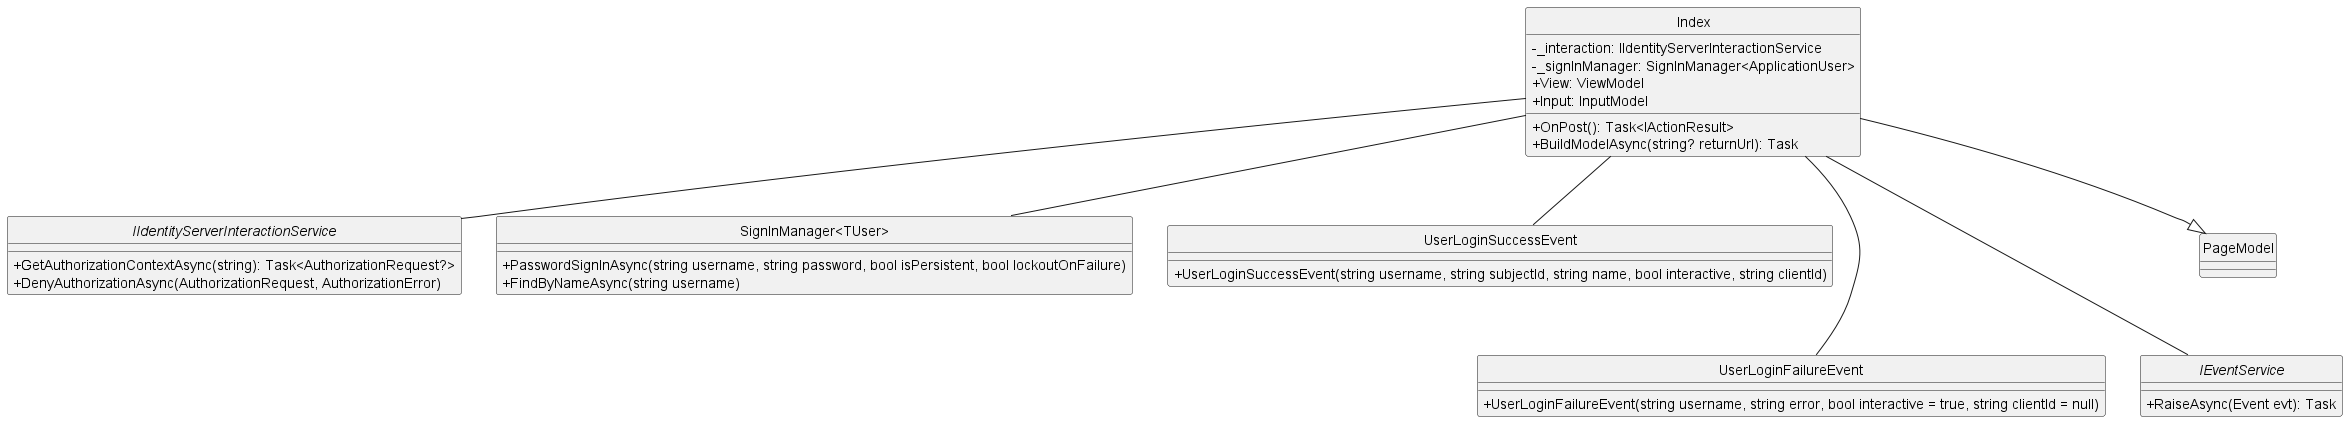 Index
-_interaction: IIdentityServerInteractionService
-_signInManager: SignInManager<ApplicationUser>
+View: ViewModel
+Input: InputModel
+OnPost(): Task<IActionResult>
+BuildModelAsync(string? returnUrl): Task
IIdentityServerInteractionService
+GetAuthorizationContextAsync(string): Task<AuthorizationRequest?>
+DenyAuthorizationAsync(AuthorizationRequest, AuthorizationError)
SignInManager<TUser>
+PasswordSignInAsync(string username, string password, bool isPersistent, bool lockoutOnFailure)
+FindByNameAsync(string username)
UserLoginSuccessEvent
+UserLoginSuccessEvent(string username, string subjectId, string name, bool interactive, string clientId)
PageModel
UserLoginFailureEvent
+UserLoginFailureEvent(string username, string error, bool interactive = true, string clientId = null)
IEventService
+RaiseAsync(Event evt): Task